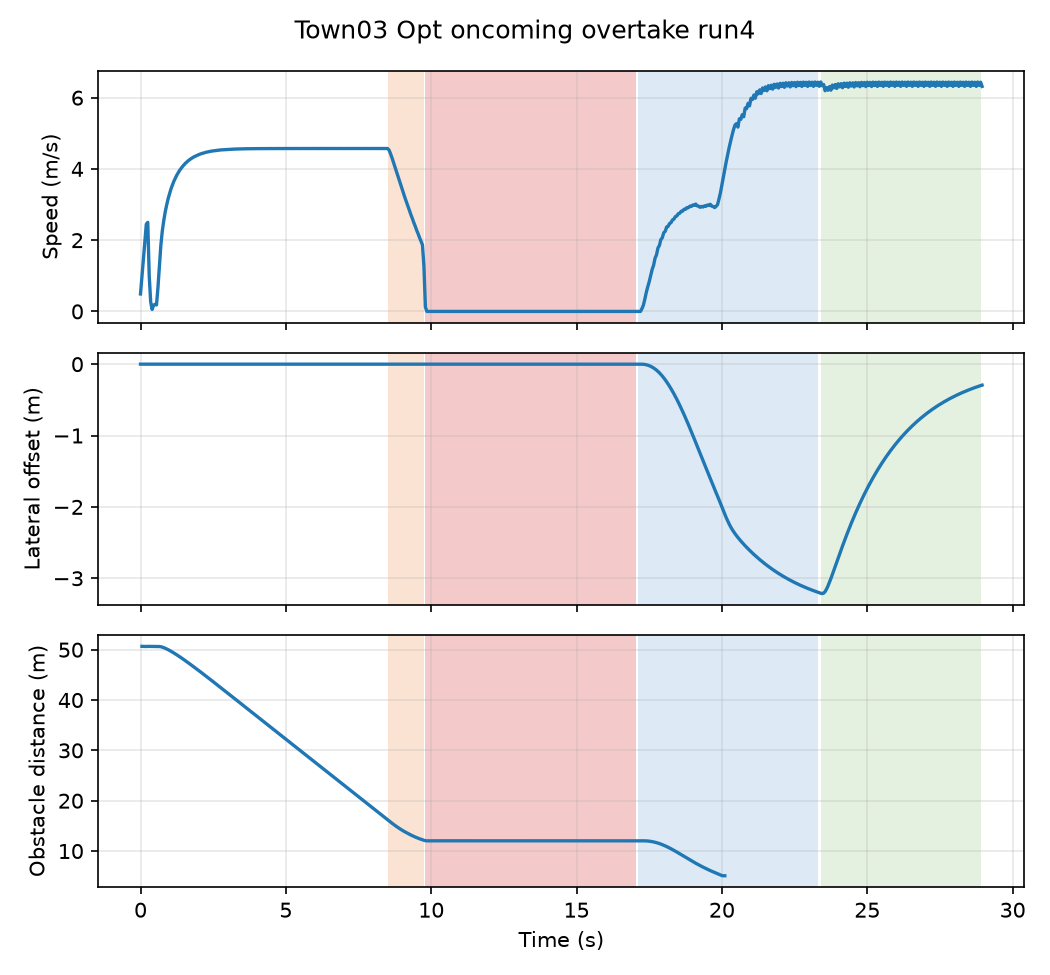 Town03 Opt oncoming overtake run4
Speed (m/s)
6
4
2
0
Lateral offset (m)
0
−1
−2
−3
Obstacle distance (m)
50
40
30
20
10
0 5 10 15 20 25 30
Time (s)